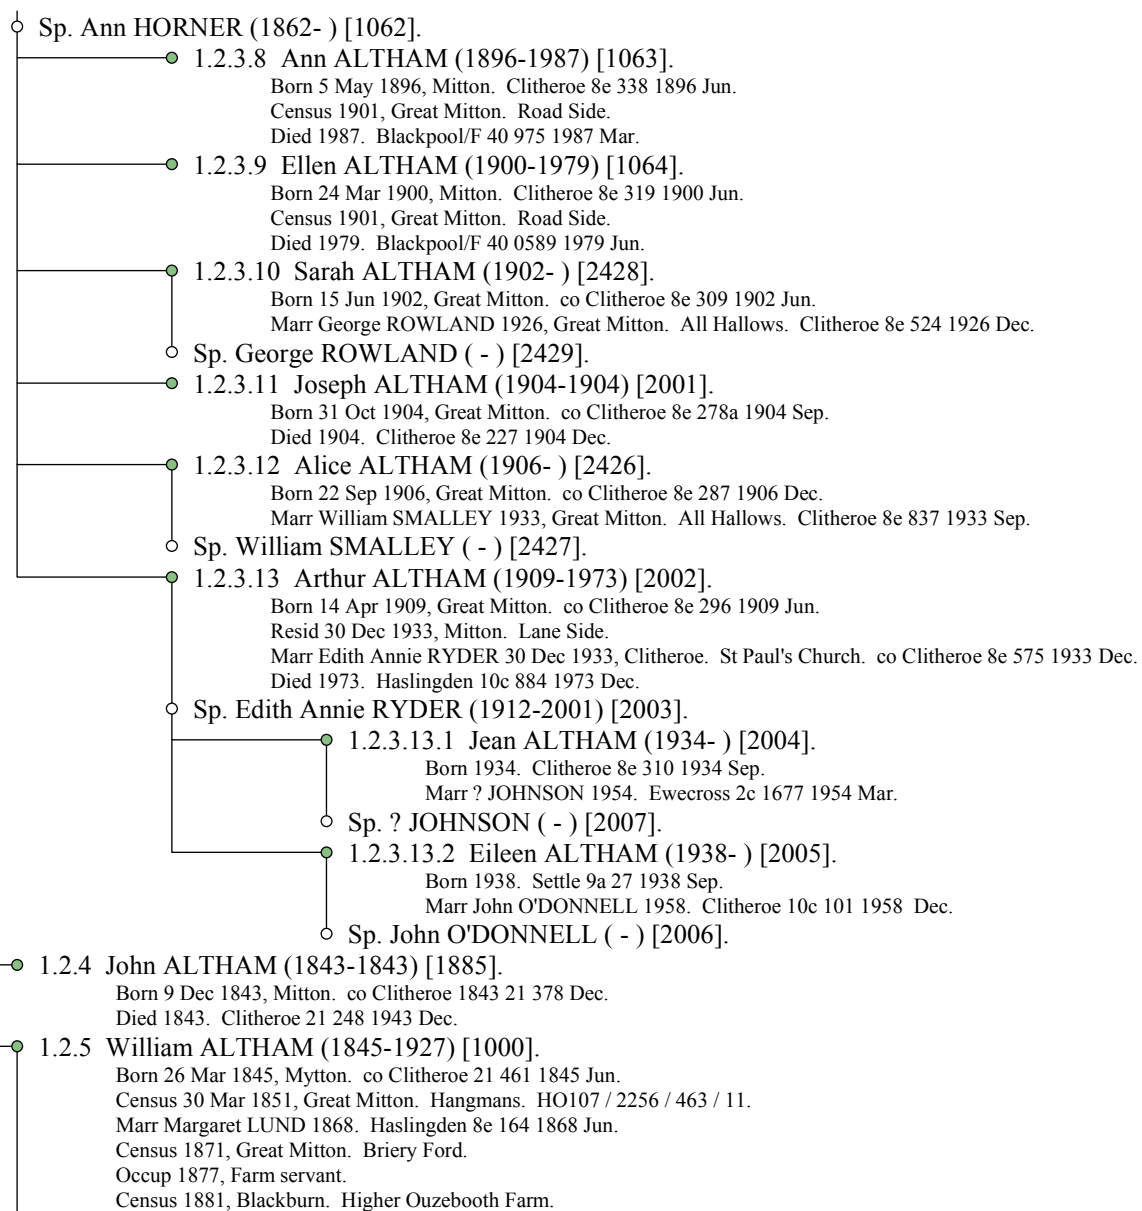 Sp. Ann HORNER (1862- ) [1062].
1.2.3.8 Ann ALTHAM (1896-1987) [1063].
Born 5 May 1896, Mitton. Clitheroe 8e 338 1896 Jun.
Census 1901, Great Mitton. Road Side.
Died 1987. Blackpool/F 40 975 1987 Mar.
1.2.3.9 Ellen ALTHAM (1900-1979) [1064].
Born 24 Mar 1900, Mitton. Clitheroe 8e 319 1900 Jun.
Census 1901, Great Mitton. Road Side.
Died 1979. Blackpool/F 40 0589 1979 Jun.
1.2.3.10 Sarah ALTHAM (1902- ) [2428].
Born 15 Jun 1902, Great Mitton. co Clitheroe 8e 309 1902 Jun.
Marr George ROWLAND 1926, Great Mitton. All Hallows. Clitheroe 8e 524 1926 Dec.
Sp. George ROWLAND ( - ) [2429].
1.2.3.11 Joseph ALTHAM (1904-1904) [2001].
Born 31 Oct 1904, Great Mitton. co Clitheroe 8e 278a 1904 Sep.
Died 1904. Clitheroe 8e 227 1904 Dec.
1.2.3.12 Alice ALTHAM (1906- ) [2426].
Born 22 Sep 1906, Great Mitton. co Clitheroe 8e 287 1906 Dec.
Marr William SMALLEY 1933, Great Mitton. All Hallows. Clitheroe 8e 837 1933 Sep.
Sp. William SMALLEY ( - ) [2427].
1.2.3.13 Arthur ALTHAM (1909-1973) [2002].
Born 14 Apr 1909, Great Mitton. co Clitheroe 8e 296 1909 Jun.
Resid 30 Dec 1933, Mitton. Lane Side.
Marr Edith Annie RYDER 30 Dec 1933, Clitheroe. St Paul's Church. co Clitheroe 8e 575 1933 Dec.
Died 1973. Haslingden 10c 884 1973 Dec.
Sp. Edith Annie RYDER (1912-2001) [2003].
1.2.3.13.1 Jean ALTHAM (1934- ) [2004].
Born 1934. Clitheroe 8e 310 1934 Sep.
Marr ? JOHNSON 1954. Ewecross 2c 1677 1954 Mar.
Sp. ? JOHNSON ( - ) [2007].
1.2.3.13.2 Eileen ALTHAM (1938- ) [2005].
Born 1938. Settle 9a 27 1938 Sep.
Marr John O'DONNELL 1958. Clitheroe 10c 101 1958 Dec.
Sp. John O'DONNELL ( - ) [2006].
1.2.4 John ALTHAM (1843-1843) [1885].
Born 9 Dec 1843, Mitton. co Clitheroe 1843 21 378 Dec.
Died 1843. Clitheroe 21 248 1943 Dec.
1.2.5 William ALTHAM (1845-1927) [1000].
Born 26 Mar 1845, Mytton. co Clitheroe 21 461 1845 Jun.
Census 30 Mar 1851, Great Mitton. Hangmans. HO107 / 2256 / 463 / 11.
Marr Margaret LUND 1868. Haslingden 8e 164 1868 Jun.
Census 1871, Great Mitton. Briery Ford.
Occup 1877, Farm servant.
Census 1881, Blackburn. Higher Ouzebooth Farm.